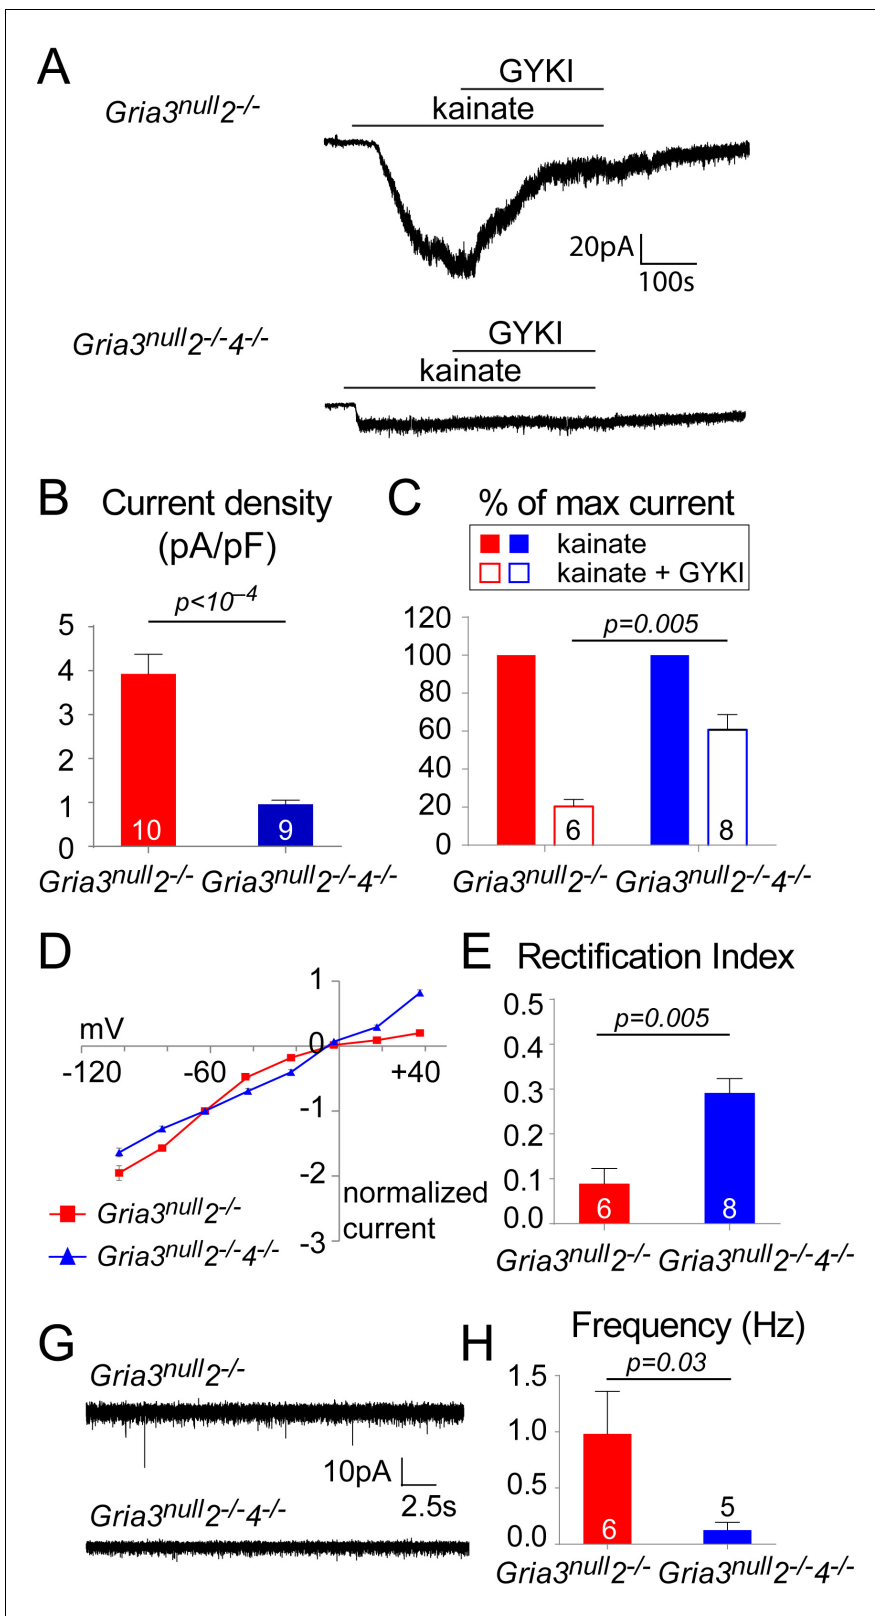 A
GYKI
Gria3null2-/-
kainate
20pA
100s
GYKI
Gria3null2-/-4-/-
kainate
B Current density
(pA/pF)
p<10–4
5
4
3
2
1
0
10
9
Gria3null2-/- Gria3null2-/-4-/-
C % of max current
kainate
kainate + GYKI
p=0.005
120
100
80
60
40
20
0
6
8
Gria3null2-/- Gria3null2-/-4-/-
D
1
mV
0
-120 -60 +40
-1
-2
normalized
current
-3
Gria3null2-/-
Gria3null2-/-4-/-
E Rectification Index
p=0.005
0.5
0.4
0.3
0.2
0.1
0.0
6
8
Gria3null2-/- Gria3null2-/-4-/-
G
Gria3null2-/-
10pA
2.5s
Gria3null2-/-4-/-
H Frequency (Hz)
p=0.03
1.5
1.0
0.5
0.0
6
5
Gria3null2-/- Gria3null2-/-4-/-